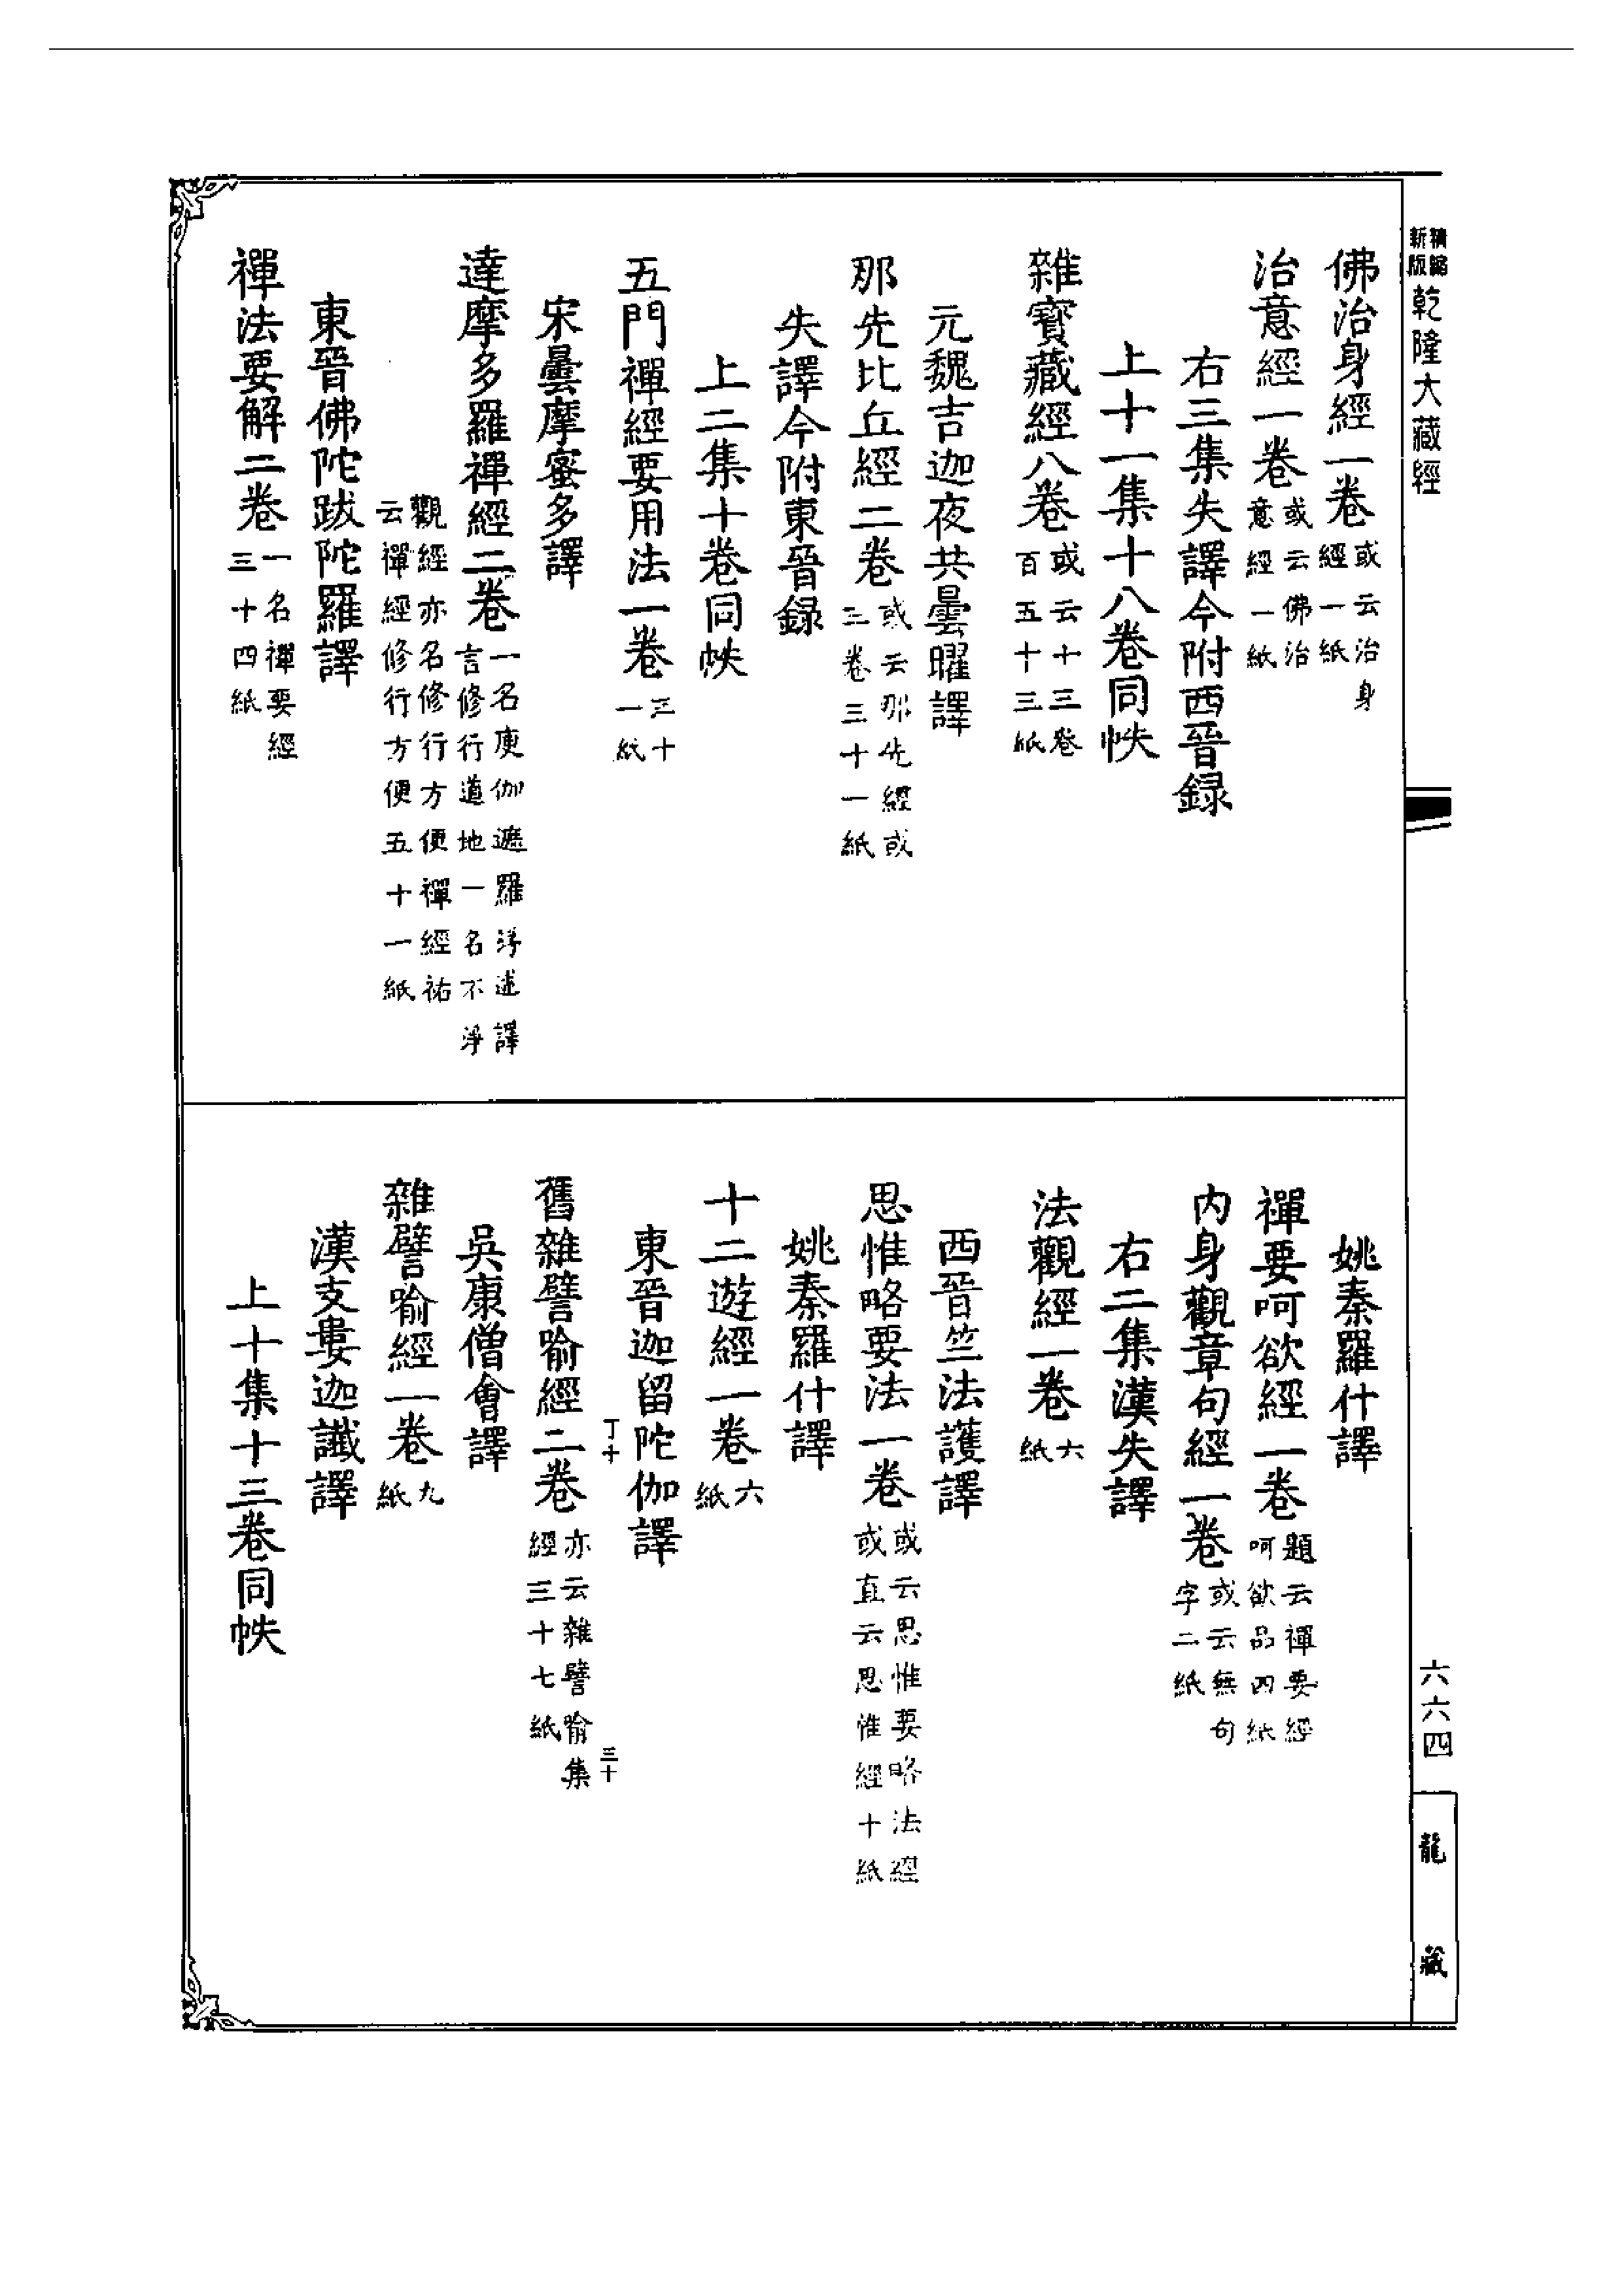 精縮新版乾隆大藏經
佛治身經一卷或云治身經一紙
治意經一卷或云佛治意經一紙
右三集失譯今附西晉録
上十一集十八卷同帙
雜寶藏經八卷或云十三卷百五十三紙
元魏吉迦夜共曇曜譯
那先比丘經二卷或云那先經或三卷三十一紙
失譯今附東晉録
上二集十卷同帙
五門禪經要用法一卷三十一紙
宋曇摩蜜多譯
達摩多羅禪經二卷一名庾伽遮羅浮迷譯言修行道地一名不淨
觀經亦名修行方便禪經祐云禪經修行方便五十一紙
東晉佛陀跋陀羅譯
禪法要解二卷一名禪要經三十四紙
姚秦羅什譯
禪要呵欲經一卷題云禪要經呵欲品四紙
內身觀章句經一卷或云無句字二紙
右二集漢失譯
法觀經一卷六紙
西晉竺法護譯
思惟略要法一卷或云思惟要略法經或直云思惟經十紙
姚秦羅什譯
十二遊經一卷六紙
東晉迦留陀伽譯
丁十
三十
舊雜譬喻經二卷亦云雜譬喻集經三十七紙
吳康僧會譯
雜譬喻經一卷九紙
漢支婁迦讖譯
上十集十三卷同帙
六六四
龍藏